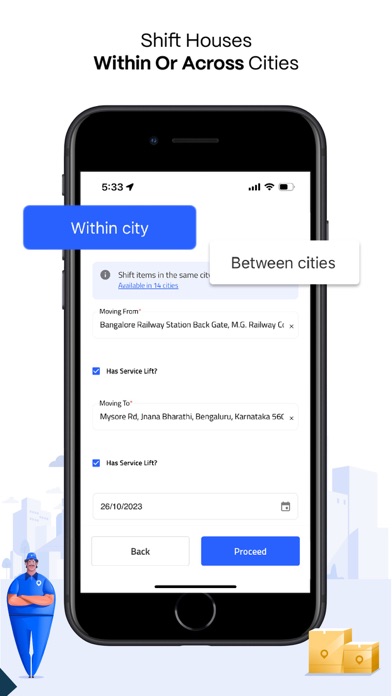 Shift Houses
Within Or Across Cities
5:33
Within city
Between cities
Shift items in the same city
Available in 14 cities
Moving From*
Bangalore Railway Station Back Gate, M.G. Railway Co
×
Has Service Lift?
Moving To*
Mysore Rd, Jnana Bharathi, Bengaluru, Karnataka 560
×
Has Service Lift?
26/10/2023
Back
Proceed